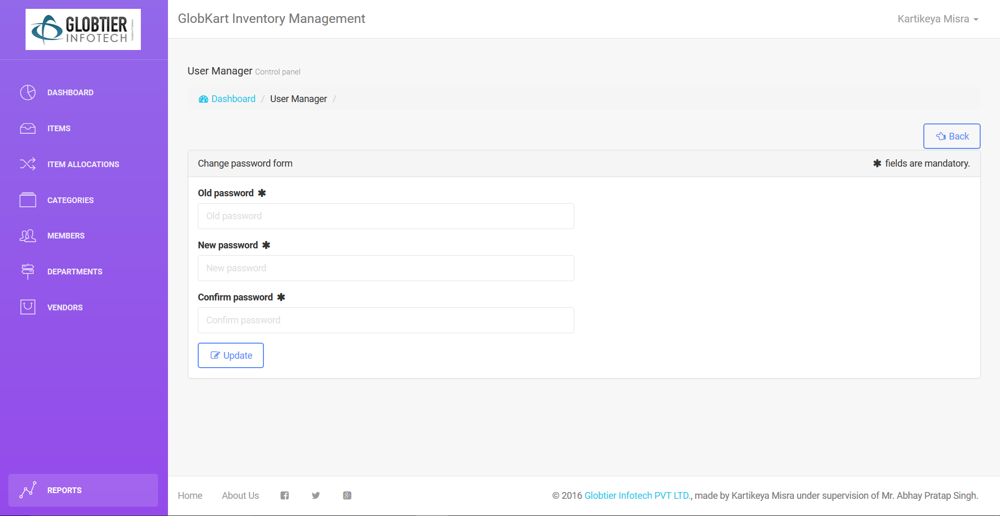 GLOBTIER
INFOTECH
GlobKart Inventory Management
Kartikeya Misra
DASHBOARD
ITEMS
ITEM ALLOCATIONS
CATEGORIES
MEMBERS
DEPARTMENTS
VENDORS
REPORTS
User Manager Control panel
Dashboard / User Manager /
Back
Change password form
✱ fields are mandatory.
Old password ✱
Old password
New password ✱
New password
Confirm password ✱
Confirm password
Update
Home About Us
© 2016 Globtier Infotech PVT LTD., made by Kartikeya Misra under supervision of Mr. Abhay Pratap Singh.